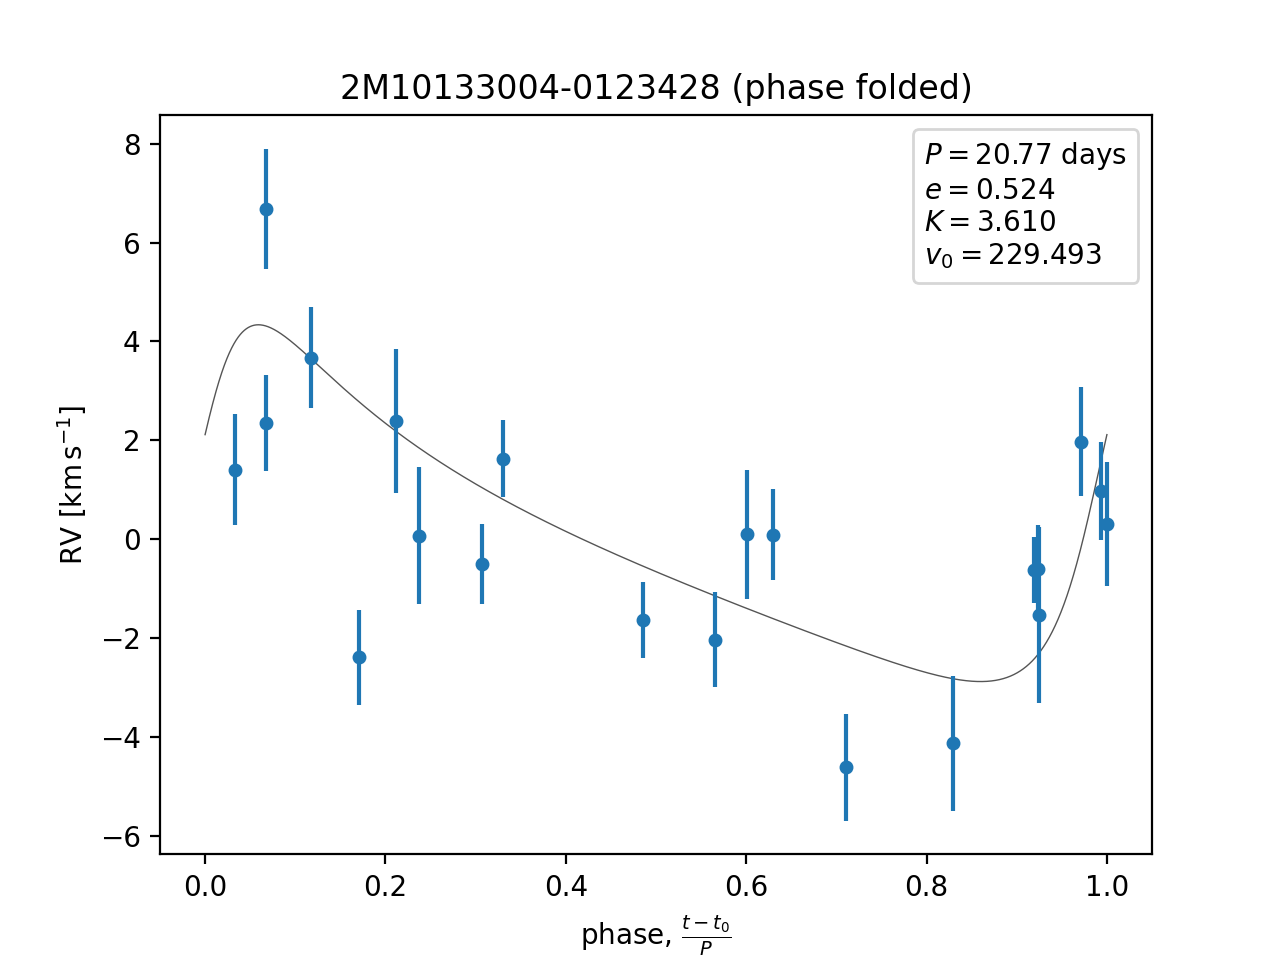 2M10133004-0123428 (phase folded)
P = 20.77 days
e = 0.524
K = 3.610
v₀ = 229.493
RV [km s⁻¹]
8
6
4
2
0
−2
−4
−6
0.0 0.2 0.4 0.6 0.8 1.0
phase, (t − t₀)/P